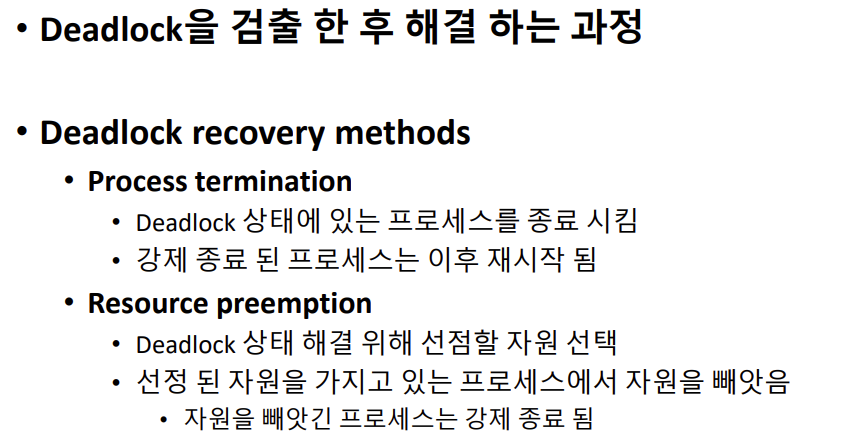 • Deadlock을 검출 한 후 해결 하는 과정
• Deadlock recovery methods
• Process termination
• Deadlock 상태에 있는 프로세스를 종료 시킴
• 강제 종료 된 프로세스는 이후 재시작 됨
• Resource preemption
• Deadlock 상태 해결 위해 선점할 자원 선택
• 선정 된 자원을 가지고 있는 프로세스에서 자원을 빼앗음
• 자원을 빼앗긴 프로세스는 강제 종료 됨